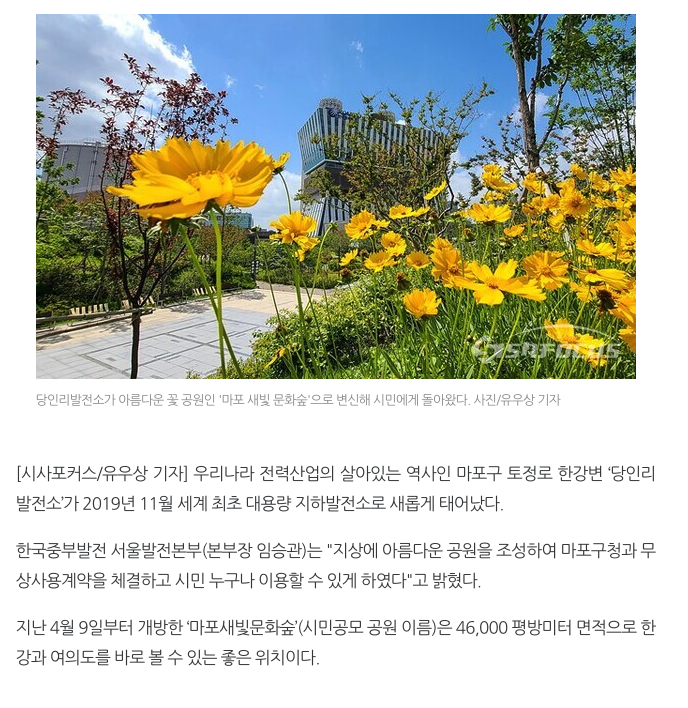 SISAFOCUS
당인리발전소가 아름다운 꽃 공원인 '마포 새빛 문화숲'으로 변신해 시민에게 돌아왔다. 사진/유우상 기자
[시사포커스/유우상 기자] 우리나라 전력산업의 살아있는 역사인 마포구 토정로 한강변 ‘당인리
발전소’가 2019년 11월 세계 최초 대용량 지하발전소로 새롭게 태어났다.
한국중부발전 서울발전본부(본부장 임승관)는 "지상에 아름다운 공원을 조성하여 마포구청과 무
상사용계약을 체결하고 시민 누구나 이용할 수 있게 하였다"고 밝혔다.
지난 4월 9일부터 개방한 ‘마포새빛문화숲’(시민공모 공원 이름)은 46,000 평방미터 면적으로 한
강과 여의도를 바로 볼 수 있는 좋은 위치이다.